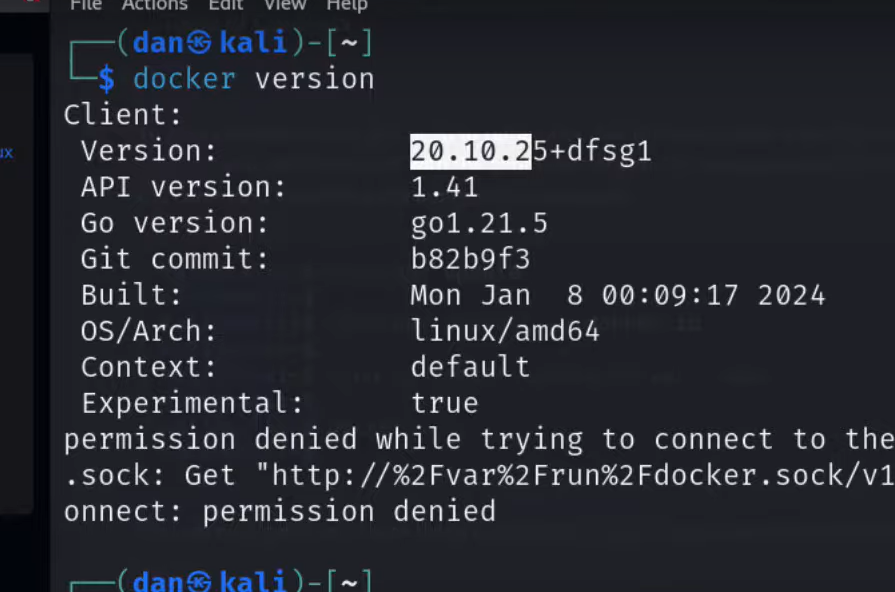 File Actions Edit View Help
┌──(dan㉿kali)-[~]
└─$ docker version
Client:
 Version:           20.10.25+dfsg1
 API version:       1.41
 Go version:        go1.21.5
 Git commit:        b82b9f3
 Built:             Mon Jan  8 00:09:17 2024
 OS/Arch:           linux/amd64
 Context:           default
 Experimental:      true
permission denied while trying to connect to the
.sock: Get "http://%2Fvar%2Frun%2Fdocker.sock/v1
onnect: permission denied
┌──(dan㉿kali)-[~]